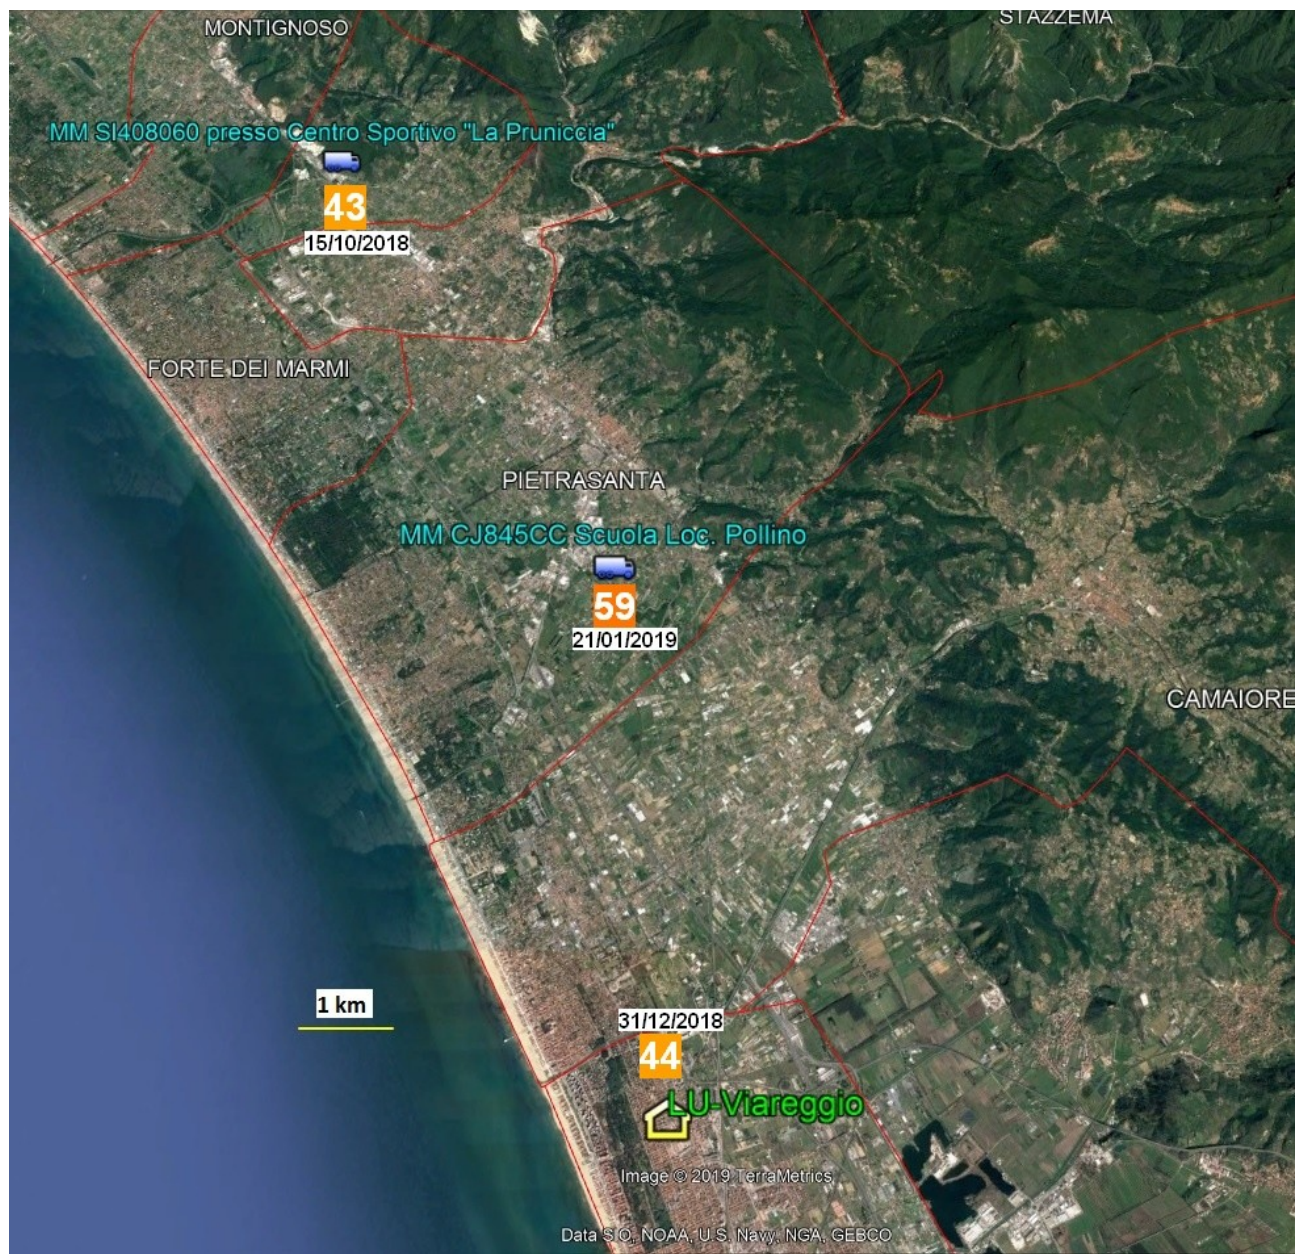 STAZZEMA
MONTIGNOSO
MM SI408060 presso Centro Sportivo "La Pruniccia"
43
15/10/2018
FORTE DEI MARMI
PIETRASANTA
MM CJ845CC Scuola Loc. Pollino
59
21/01/2019
CAMAIORE
1 km
31/12/2018
44
LU-Viareggio
Image © 2019 TerraMetrics
Data SIO, NOAA, U.S. Navy, NGA, GEBCO